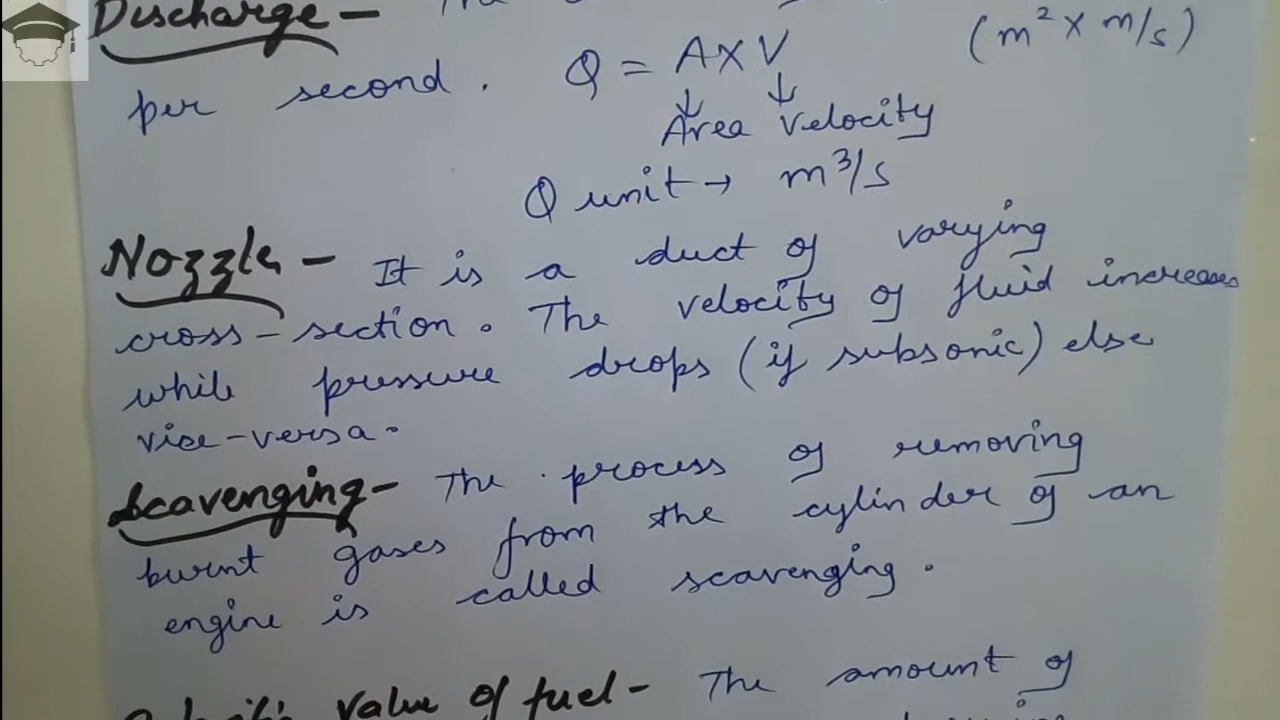 Discharge - The
(m² x m/s)
per second. Q = A x V
Area Velocity
Q unit → m³/s
Nozzle - It is a duct of varying
cross-section. The velocity of fluid increases
while pressure drops (if subsonic) else
vice-versa.
Scavenging - The process of removing
burnt gases from the cylinder of an
engine is called scavenging.
value of fuel - The amount of